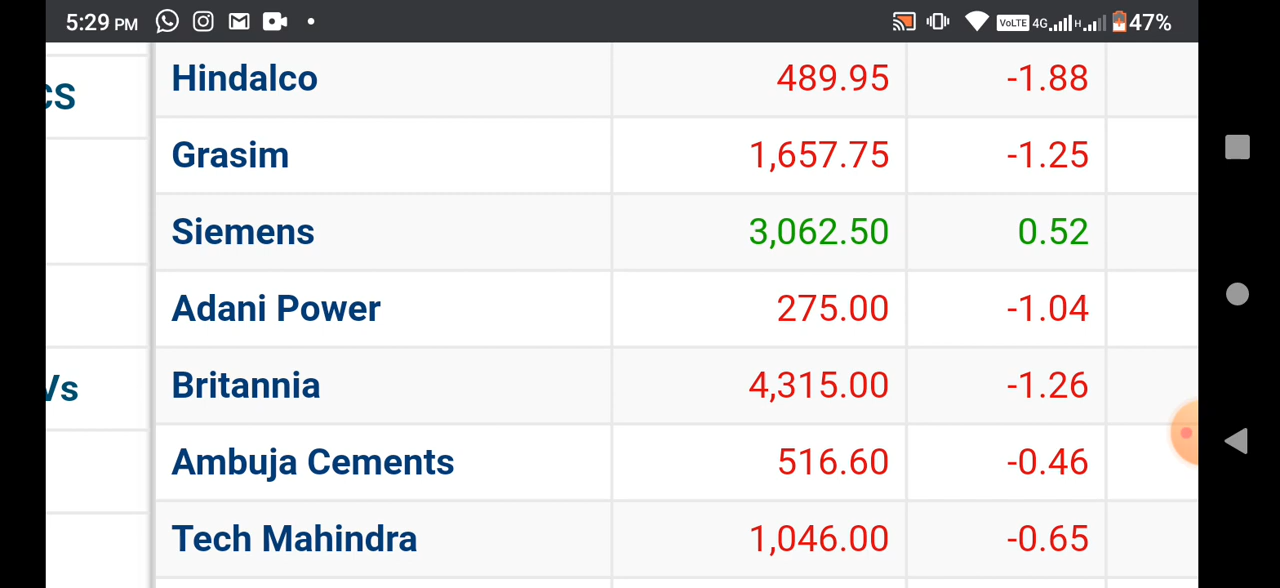 5:29 PM VoLTE 4G H 47%
CS
Hindalco 489.95 -1.88
Grasim 1,657.75 -1.25
Siemens 3,062.50 0.52
Adani Power 275.00 -1.04
Vs
Britannia 4,315.00 -1.26
Ambuja Cements 516.60 -0.46
Tech Mahindra 1,046.00 -0.65